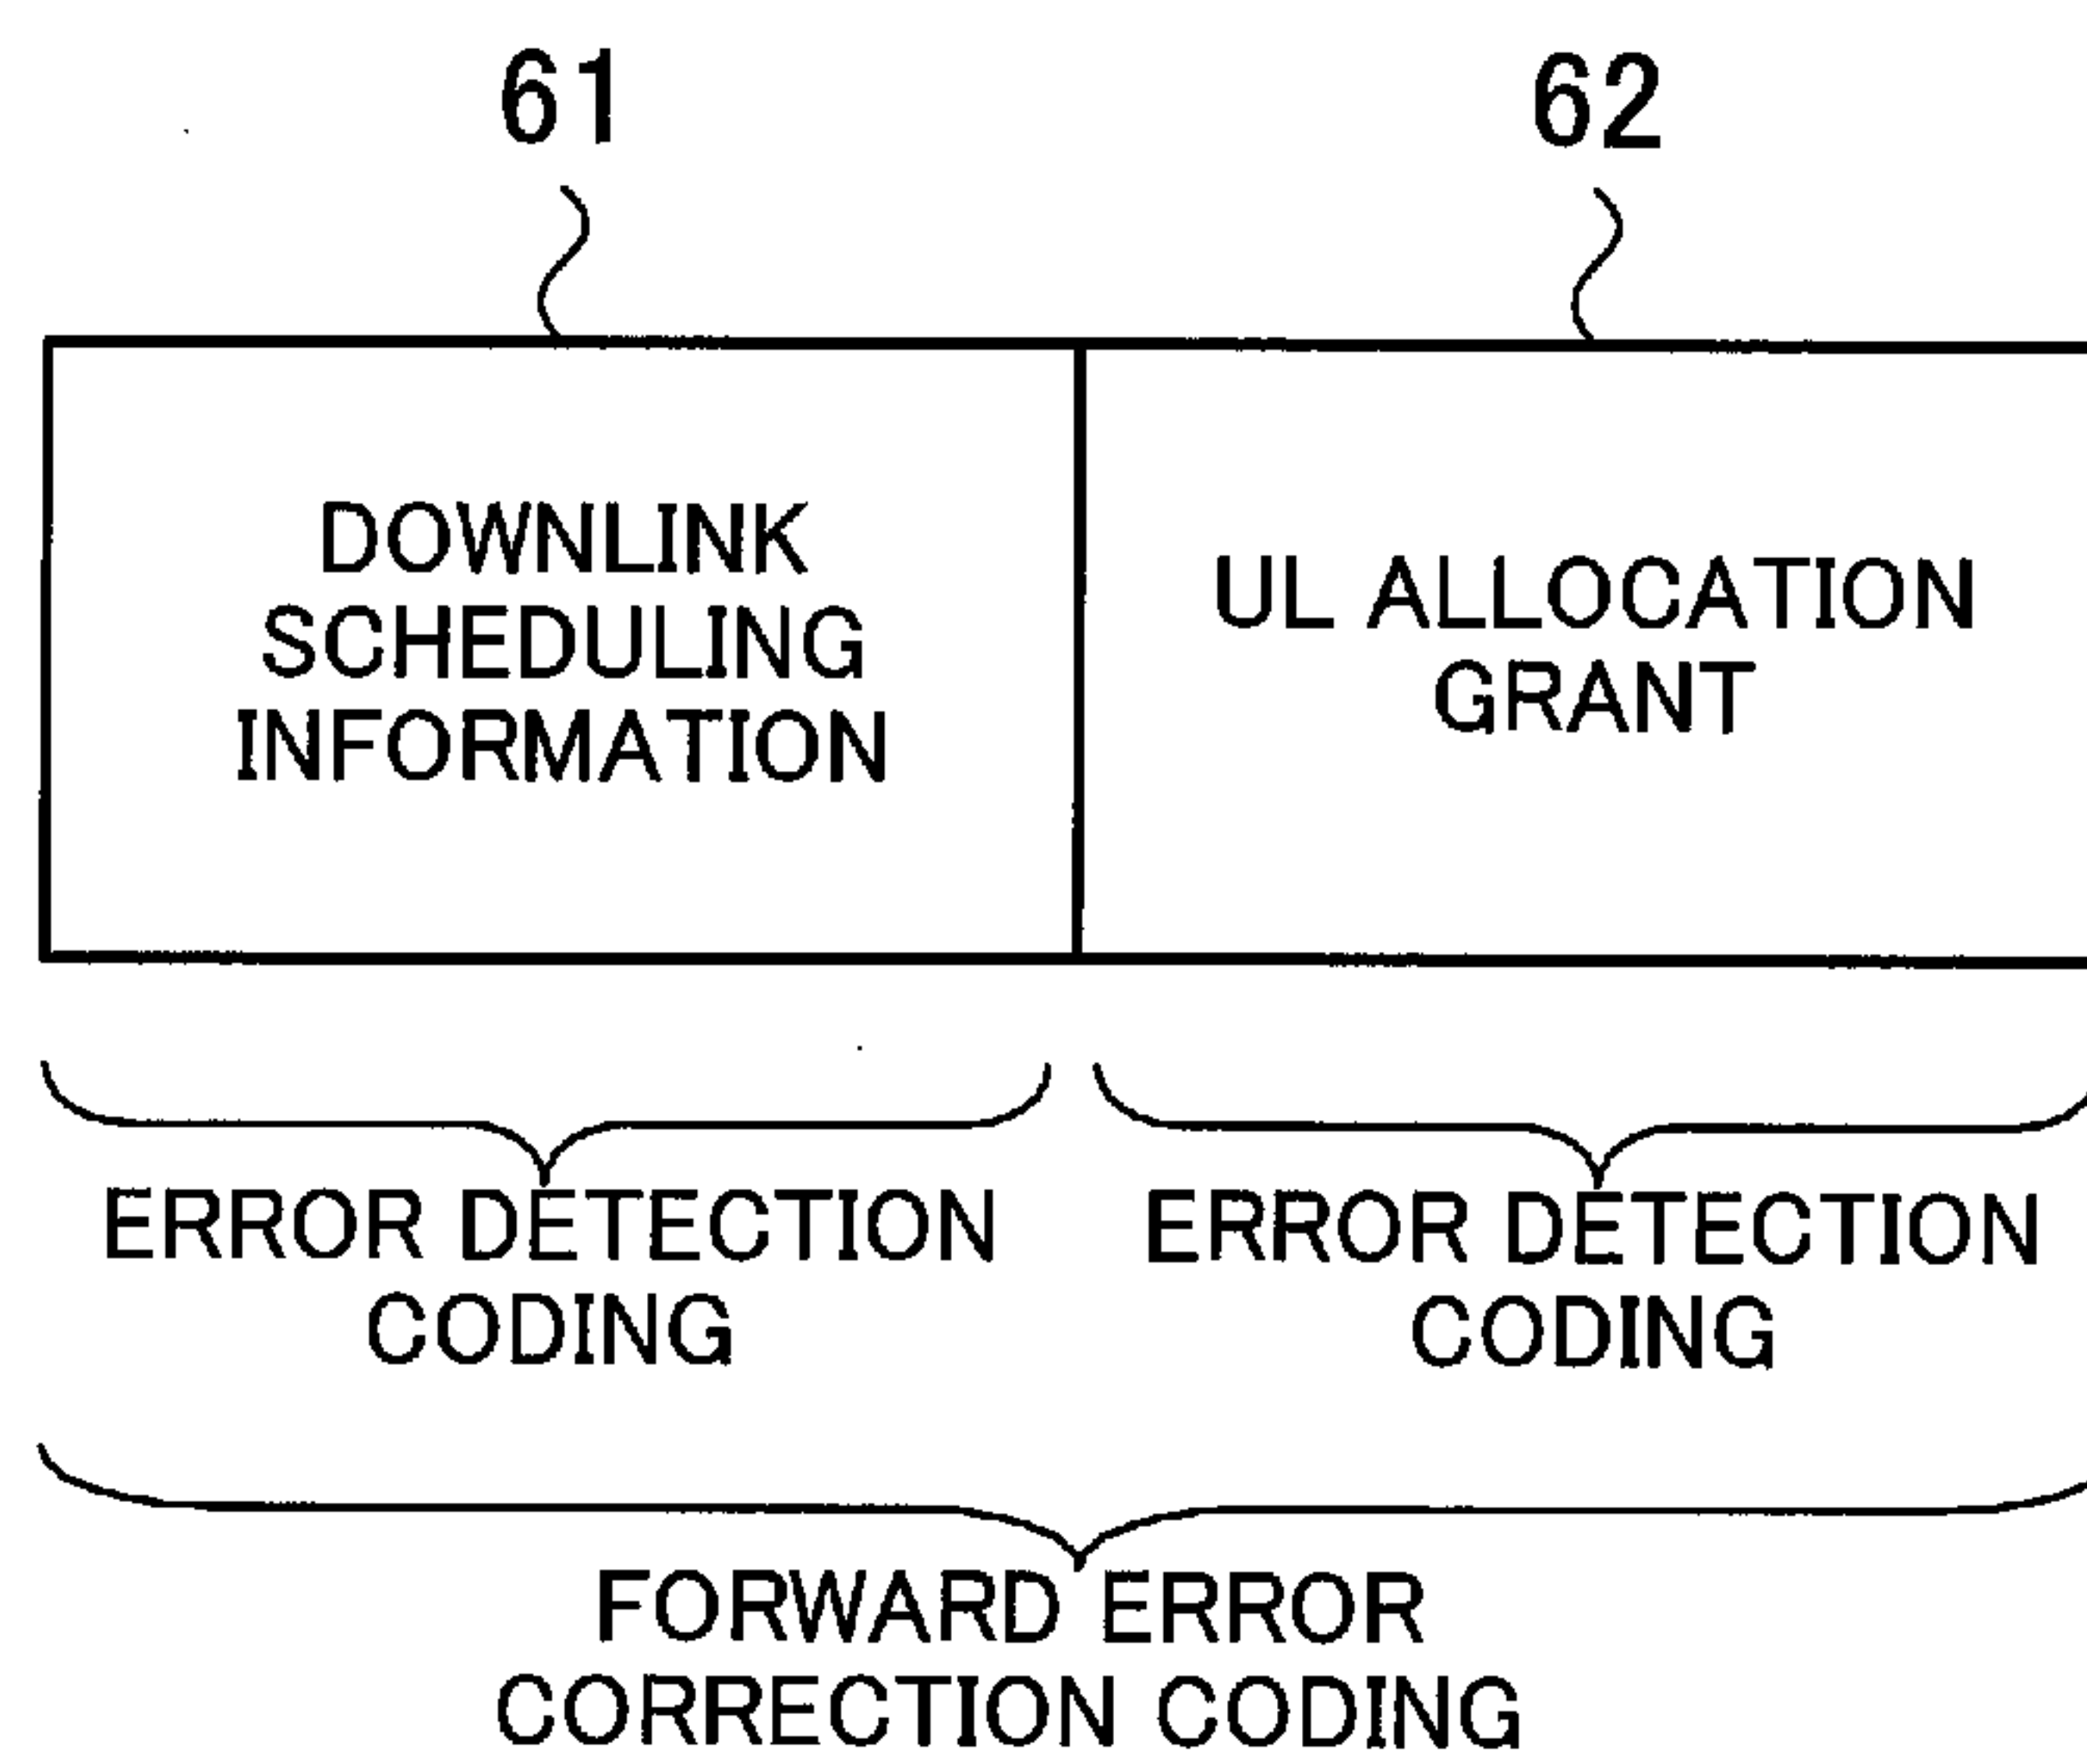 61
62
DOWNLINK
SCHEDULING
INFORMATION
UL ALLOCATION
GRANT
ERROR DETECTION
CODING
ERROR DETECTION
CODING
FORWARD ERROR
CORRECTION CODING